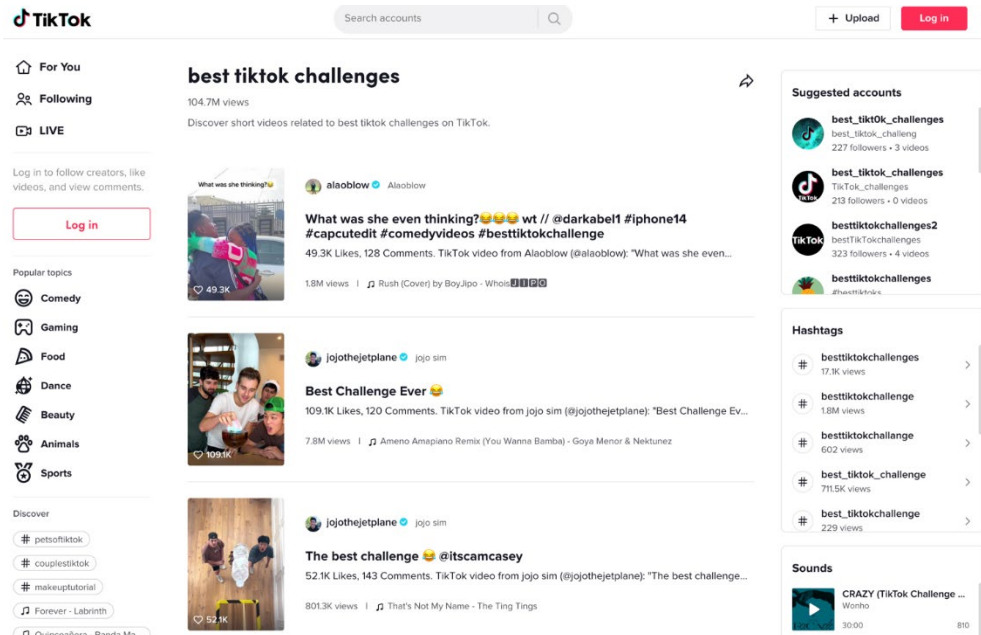 TikTok
Search accounts
+ Upload
Log in
For You
Following
LIVE
Log in to follow creators, like
videos, and view comments.
Log in
Popular topics
Comedy
Gaming
Food
Dance
Beauty
Animals
Sports
Discover
# petsoftiktok
# couplestiktok
# makeuptutorial
Forever - Labrinth
best tiktok challenges
104.7M views
Discover short videos related to best tiktok challenges on TikTok.
What was she thinking?😂
49.3K
alaoblow Alaoblow
What was she even thinking?😂😂😂 wt // @darkabel1 #iphone14
#capcutedit #comedyvideos #besttiktokchallenge
49.3K Likes, 128 Comments. TikTok video from Alaoblow (@alaoblow): "What was she even...
1.8M views | Rush (Cover) by BoyJipo - Whois🅹🅸🅿🅾
109.1K
jojothejetplane jojo sim
Best Challenge Ever 😂
109.1K Likes, 120 Comments. TikTok video from jojo sim (@jojothejetplane): "Best Challenge Ev...
7.8M views | Ameno Amapiano Remix (You Wanna Bamba) - Goya Menor & Nektunez
52.1K
jojothejetplane jojo sim
The best challenge 😂 @itscamcasey
52.1K Likes, 143 Comments. TikTok video from jojo sim (@jojothejetplane): "The best challenge...
801.3K views | That's Not My Name - The Ting Tings
Suggested accounts
best_tikt0k_challenges
best_tiktok_challeng
227 followers • 3 videos
TikTok
best_tiktok_challenges
TikTok_challenges
213 followers • 0 videos
TikTok
besttiktokchallenges2
bestTikTokchallenges
323 followers • 4 videos
besttiktokchallenges
#besttiktoks
Hashtags
# besttiktokchallenges
17.1K views
# besttiktokchallenge
1.8M views
# besttiktokchallange
602 views
# best_tiktok_challenge
711.5K views
# best_tiktokchallenge
229 views
Sounds
CRAZY (TikTok Challenge ...
Wonho
30:00 810